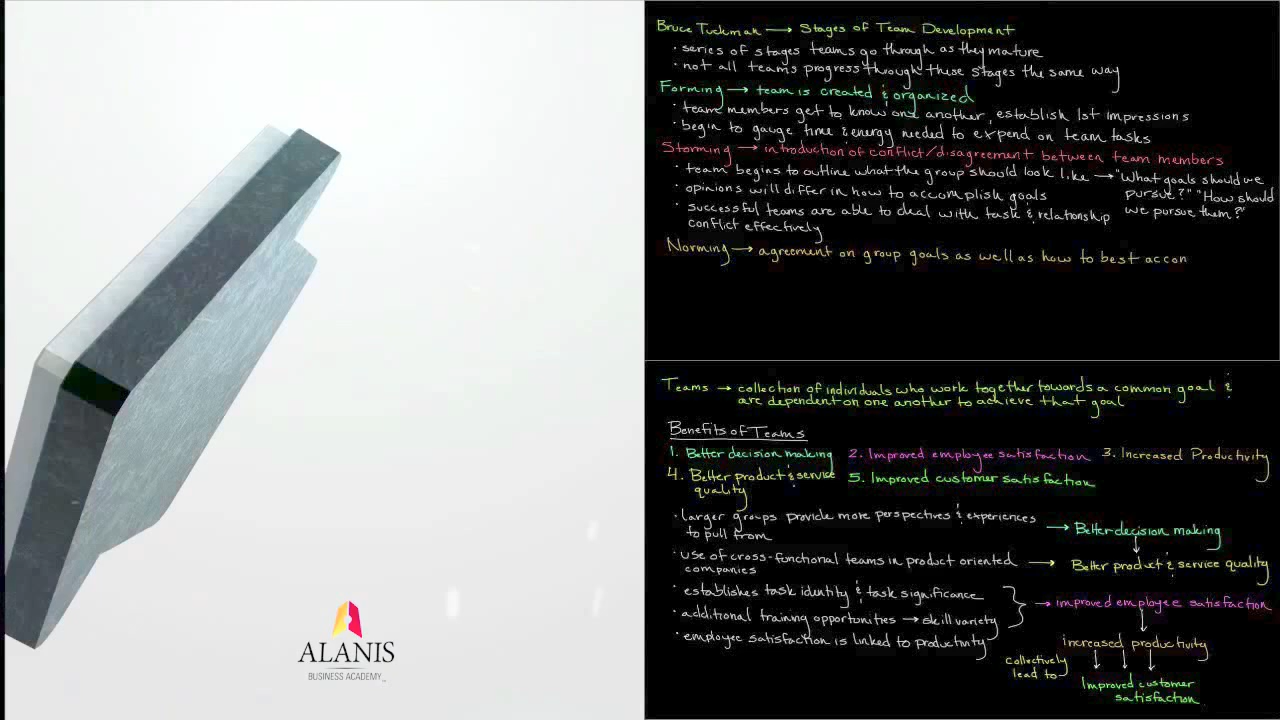 Bruce Tuckman → Stages of Team Development
· series of stages teams go through as they mature
· not all teams progress through these stages the same way
Forming → team is created & organized
· team members get to know one another, establish 1st impressions
· begin to gauge time & energy needed to expend on team tasks
Storming → introduction of conflict/disagreement between team members
· team begins to outline what the group should look like → "What goals should we
pursue?" "How should
we pursue them?"
· opinions will differ in how to accomplish goals
· successful teams are able to deal with task & relationship
conflict effectively
Norming → agreement on group goals as well as how to best accon
Teams → collection of individuals who work together towards a common goal &
are dependent on one another to achieve that goal
Benefits of Teams
1. Better decision making 2. Improved employee satisfaction 3. Increased Productivity
4. Better product & service 5. Improved customer satisfaction
quality
· larger groups provide more perspectives & experiences
to pull from
→ Better decision making
· use of cross-functional teams in product oriented
companies
→ Better product & service quality
· establishes task identity & task significance
· additional training opportunities → skill variety
→ improved employee satisfaction
· employee satisfaction is linked to productivity
increased productivity
collectively
lead to
Improved customer
satisfaction
ALANIS
BUSINESS ACADEMY